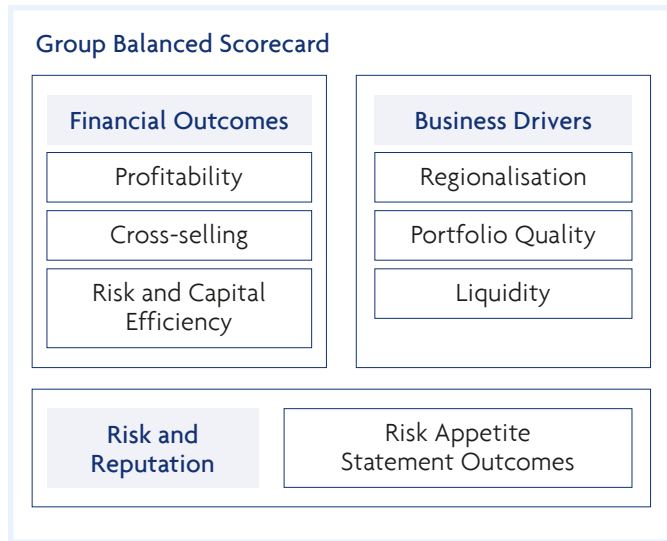 Group Balanced Scorecard
Financial Outcomes
Profitability
Cross-selling
Risk and Capital
Efficiency
Business Drivers
Regionalisation
Portfolio Quality
Liquidity
Risk and
Reputation
Risk Appetite
Statement Outcomes